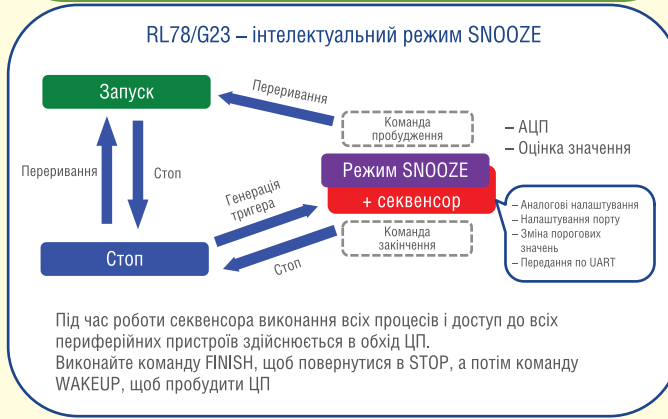 RL78/G23 – інтелектуальний режим SNOOZE
Запуск
Переривання
Команда
пробудження
– АЦП
– Оцінка значення
Переривання
Стоп
Генерація
тригера
Режим SNOOZE
+ секвенсор
– Аналогові налаштування
– Налаштування порту
– Зміна порогових
значень
– Передання по UART
Стоп
Стоп
Команда
закінчення
Під час роботи секвенсора виконання всіх процесів і доступ до всіх
периферійних пристроїв здійснюється в обхід ЦП.
Виконайте команду FINISH, щоб повернутися в STOP, а потім команду
WAKEUP, щоб пробудити ЦП